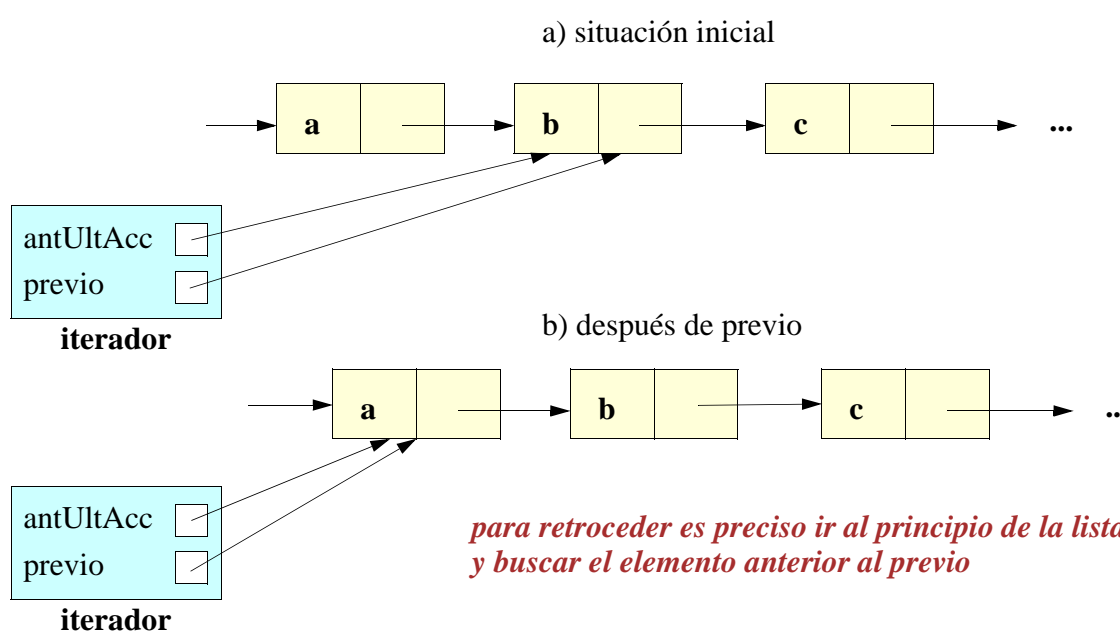 a) situación inicial
a
b
c
...
antUltAcc
previo
iterador
b) después de previo
a
b
c
..
antUltAcc
previo
iterador
para retroceder es preciso ir al principio de la lista
y buscar el elemento anterior al previo